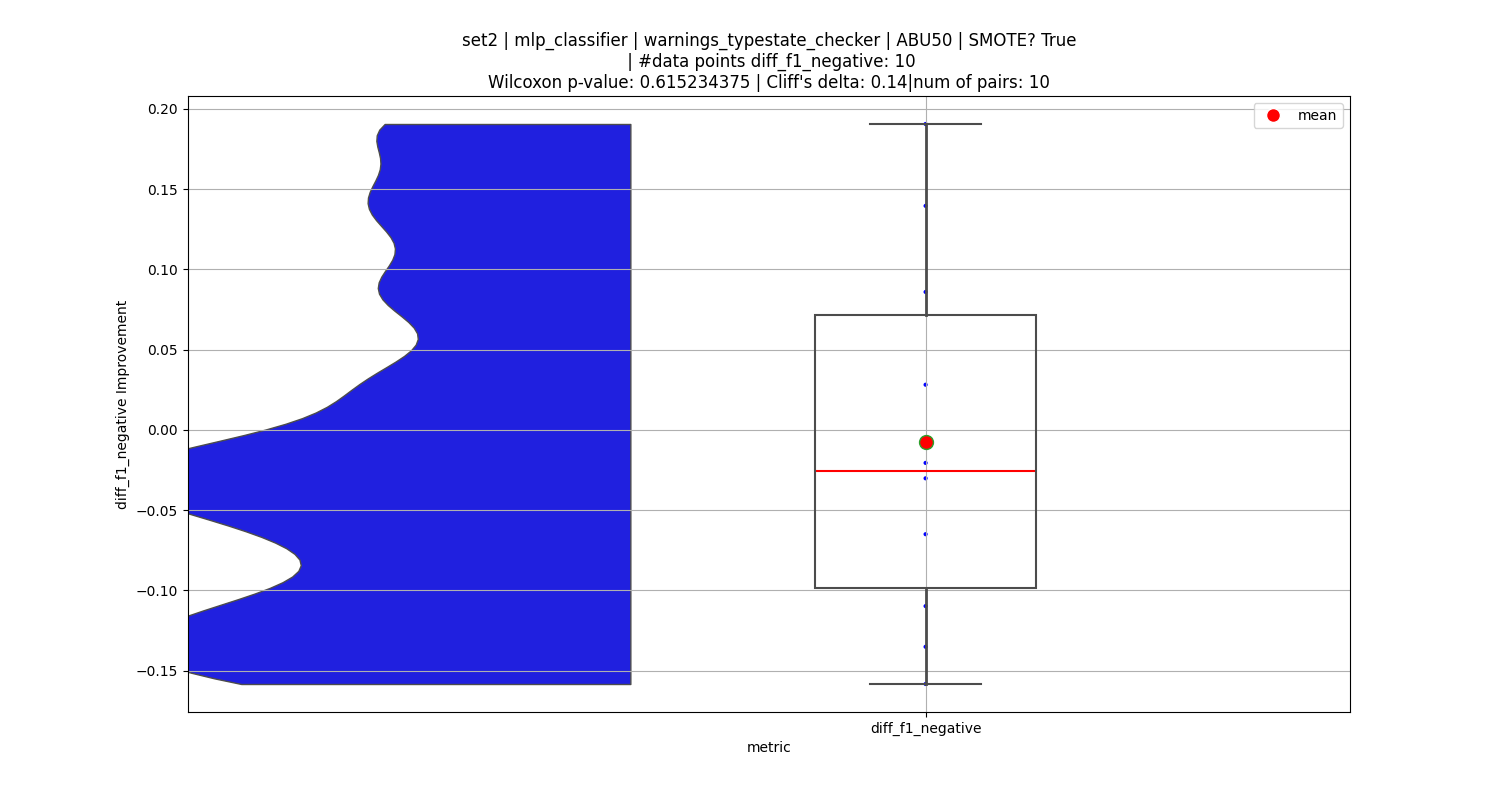 set2 | mlp_classifier | warnings_typestate_checker | ABU50 | SMOTE? True
| #data points diff_f1_negative: 10
Wilcoxon p-value: 0.615234375 | Cliff's delta: 0.14|num of pairs: 10
mean
0.20
0.15
0.10
0.05
0.00
−0.05
−0.10
−0.15
diff_f1_negative Improvement
diff_f1_negative
metric